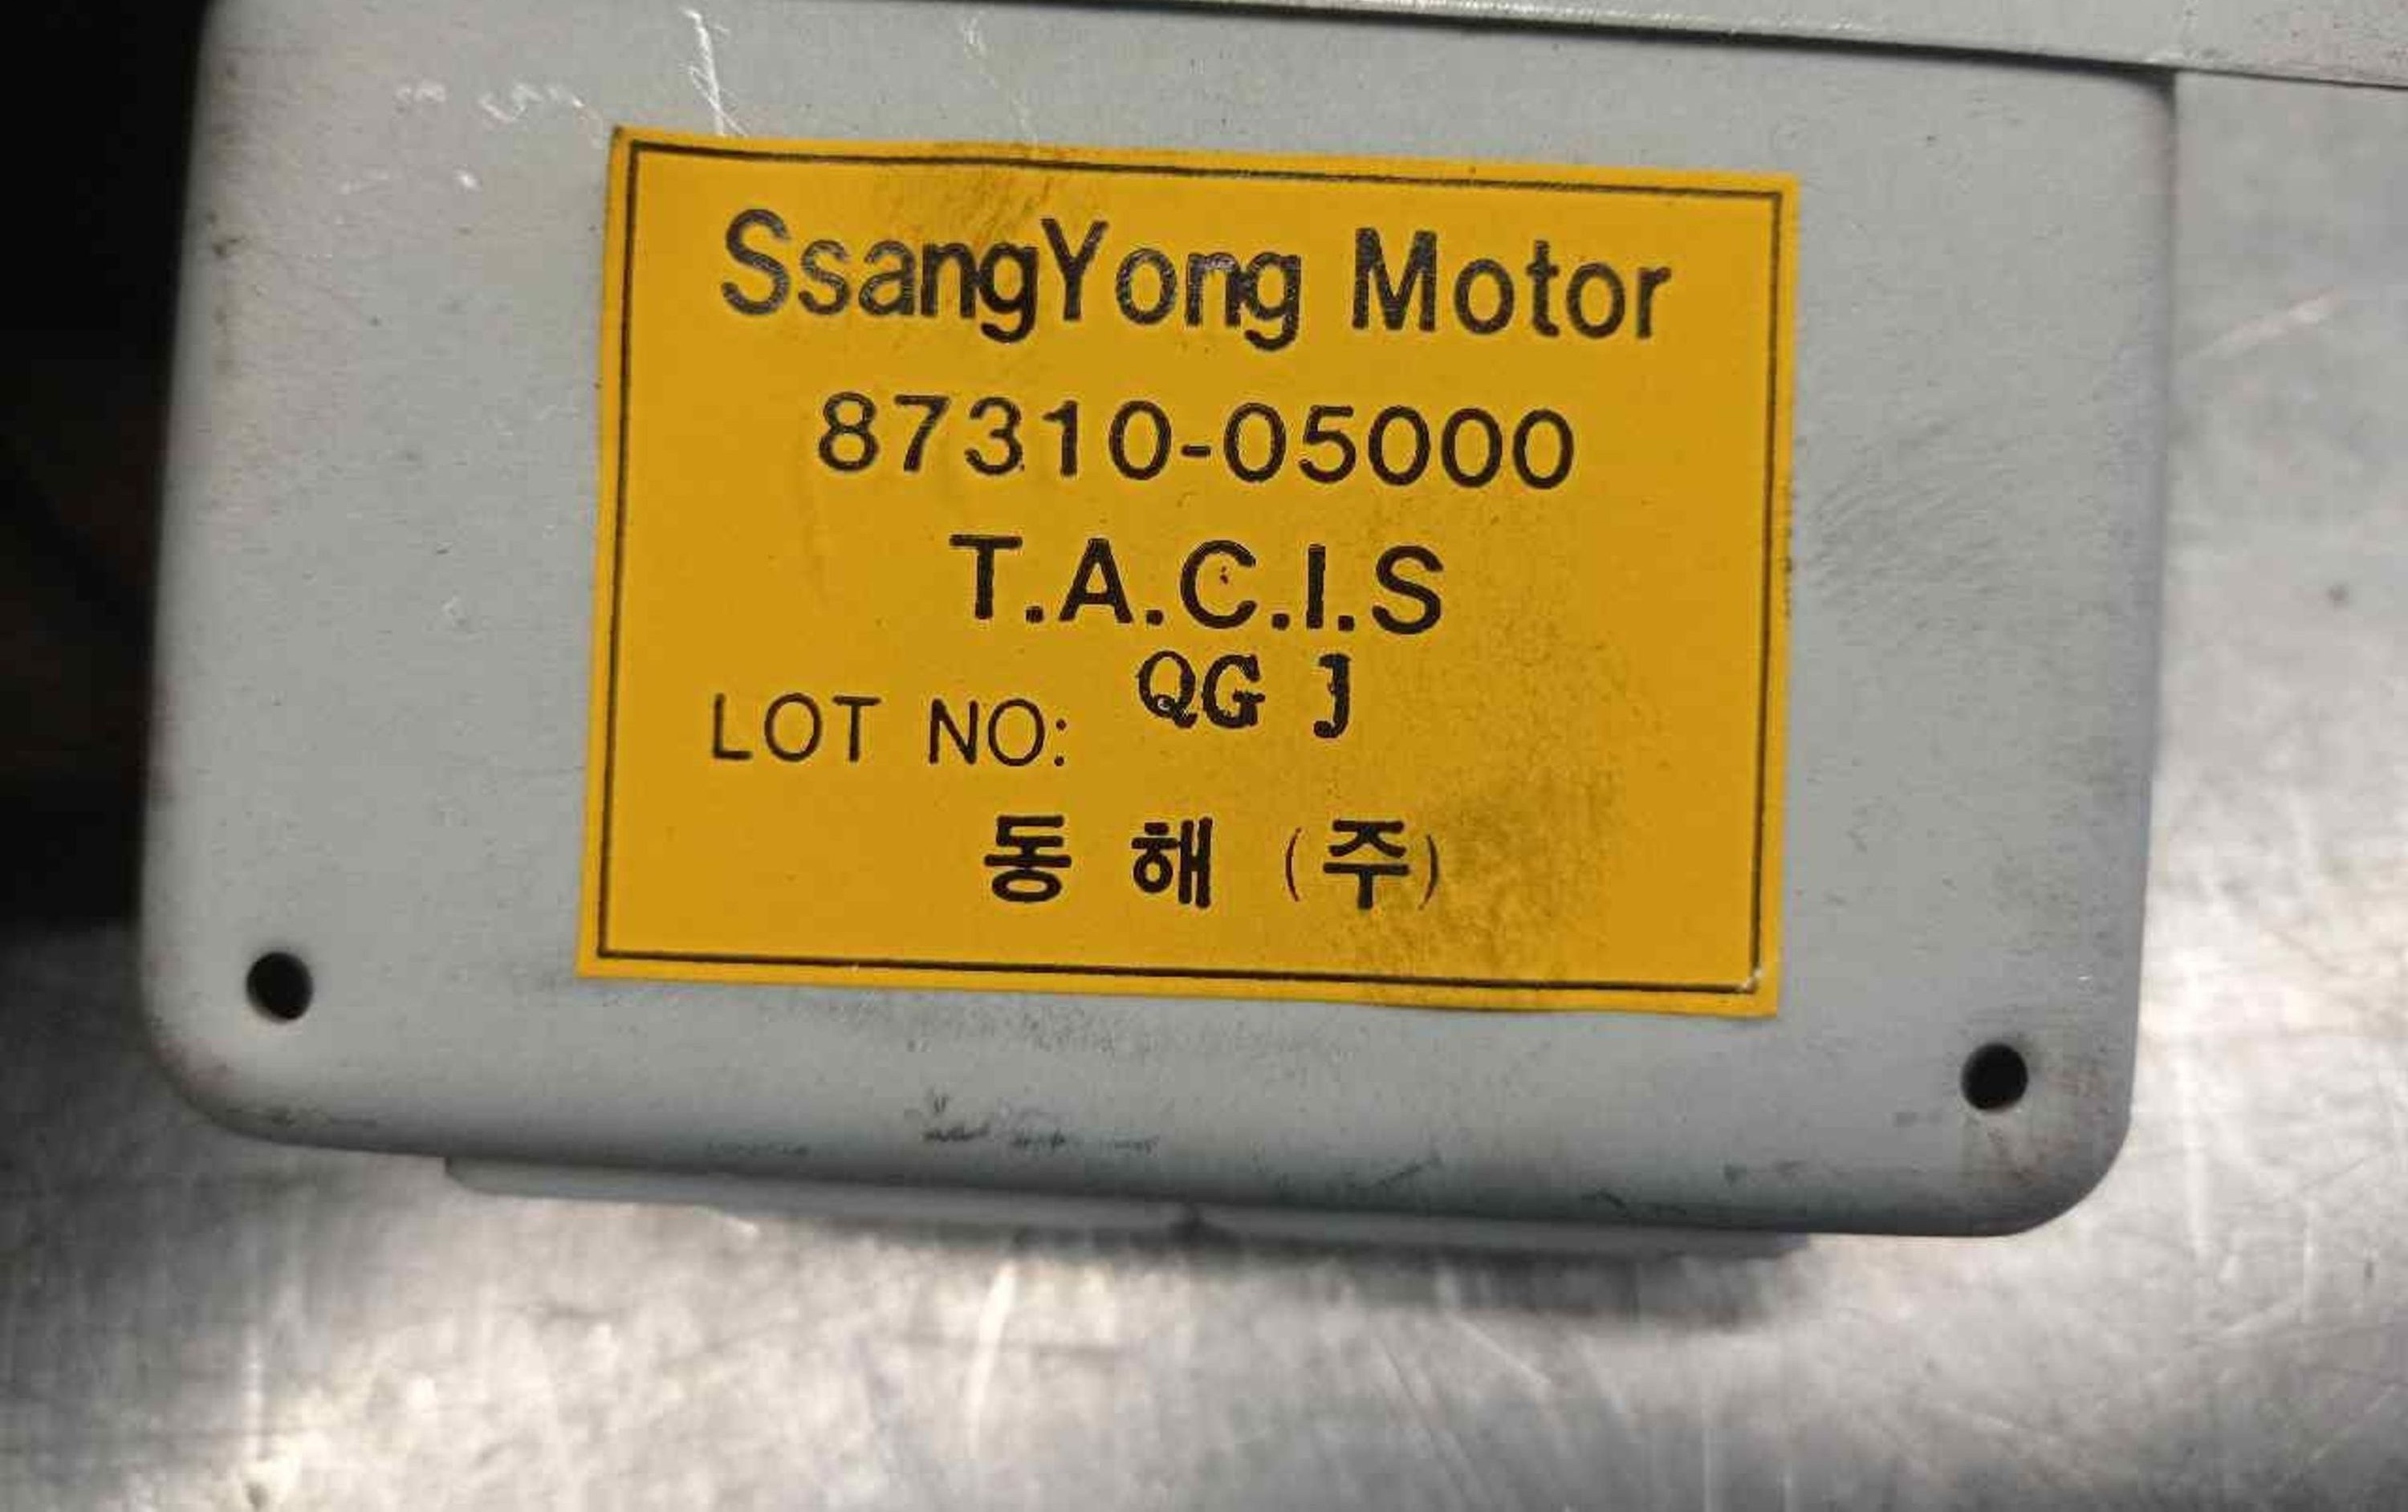 SsangYong Motor
87310-05000
T.A.C.I.S
LOT NO: QG J
동 해 (주)